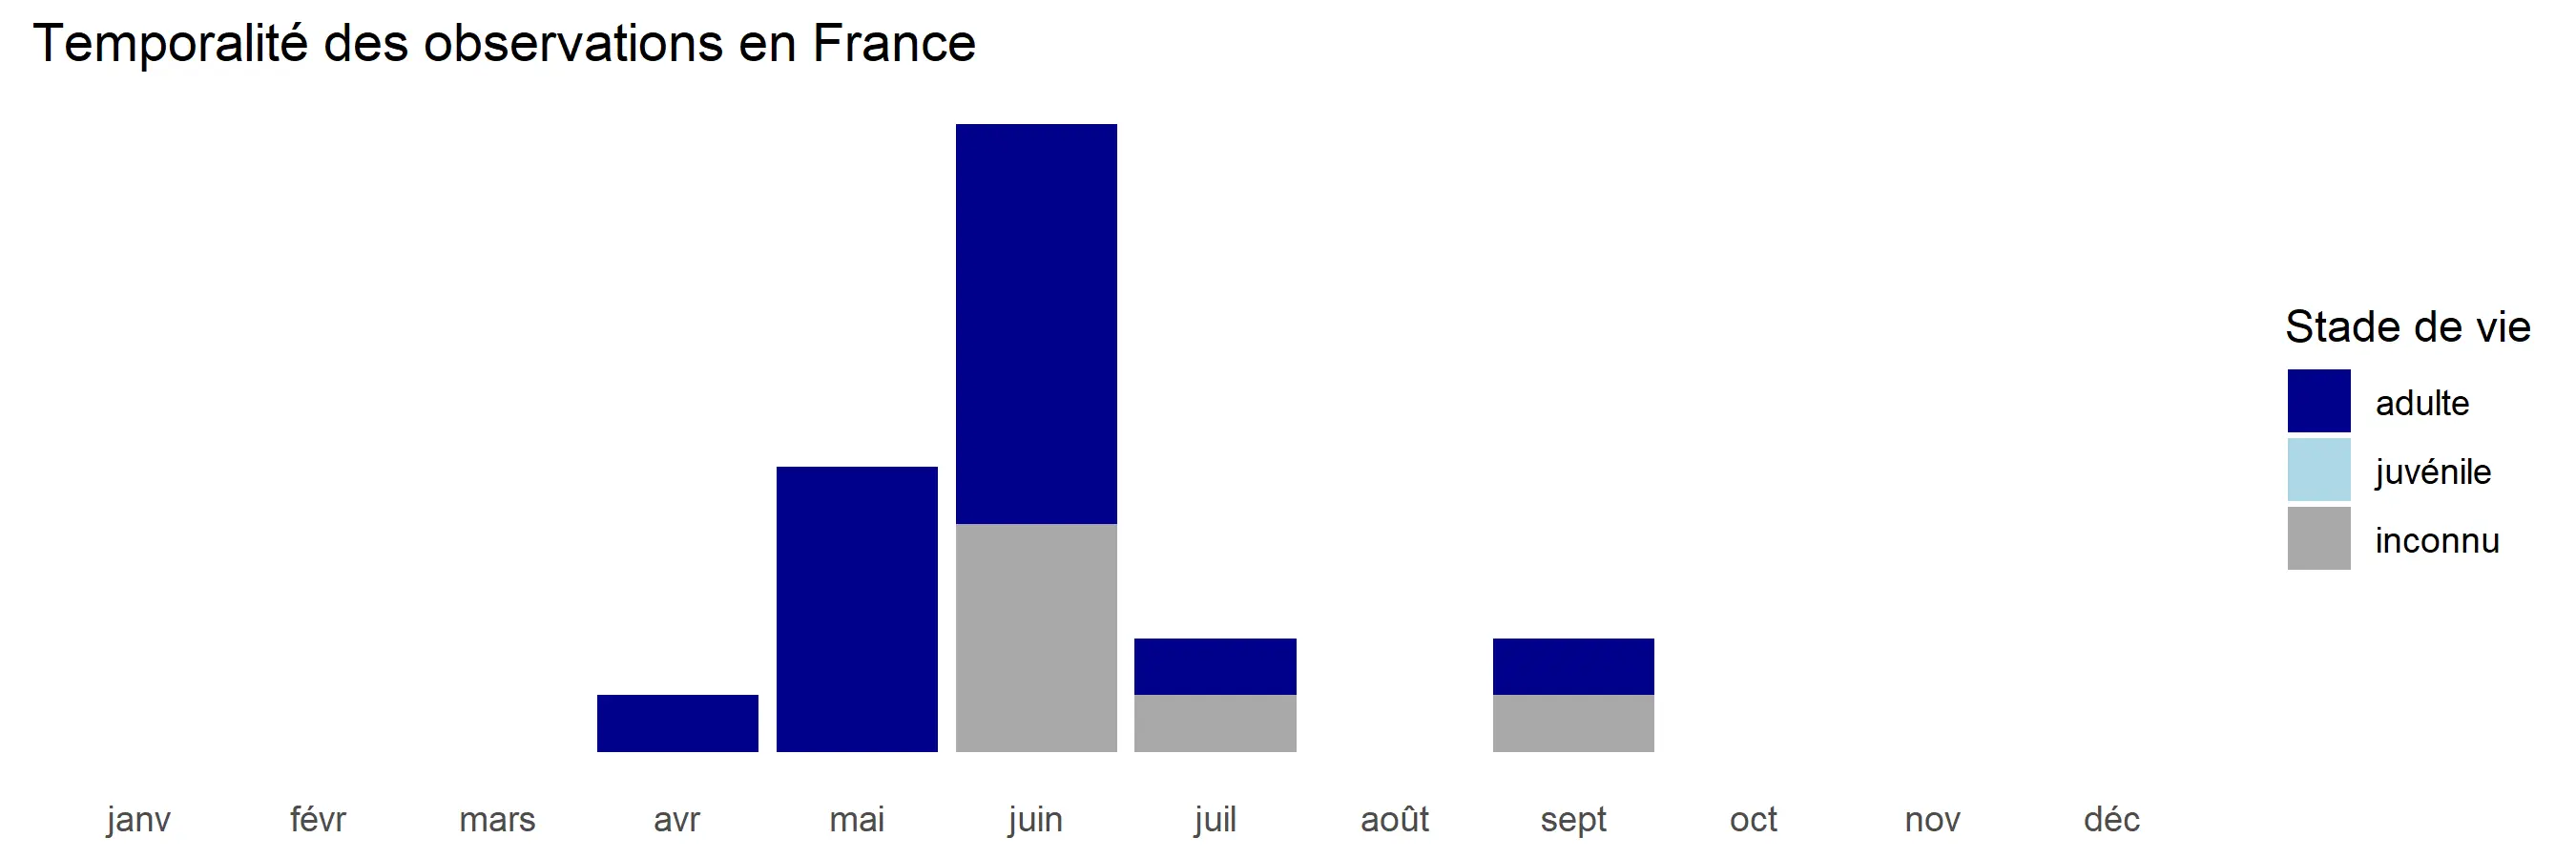 Temporalité des observations en France
Stade de vie
adulte
juvénile
inconnu
janv févr mars avr mai juin juil août sept oct nov déc